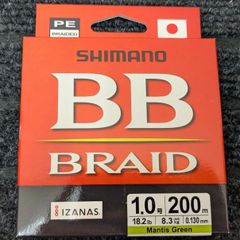 PE
BRAIDED
SHIMANO
BB
BRAID
IZANAS
1.0号 200m
18.2lb 8.3kg 0.130mm
Mantis Green